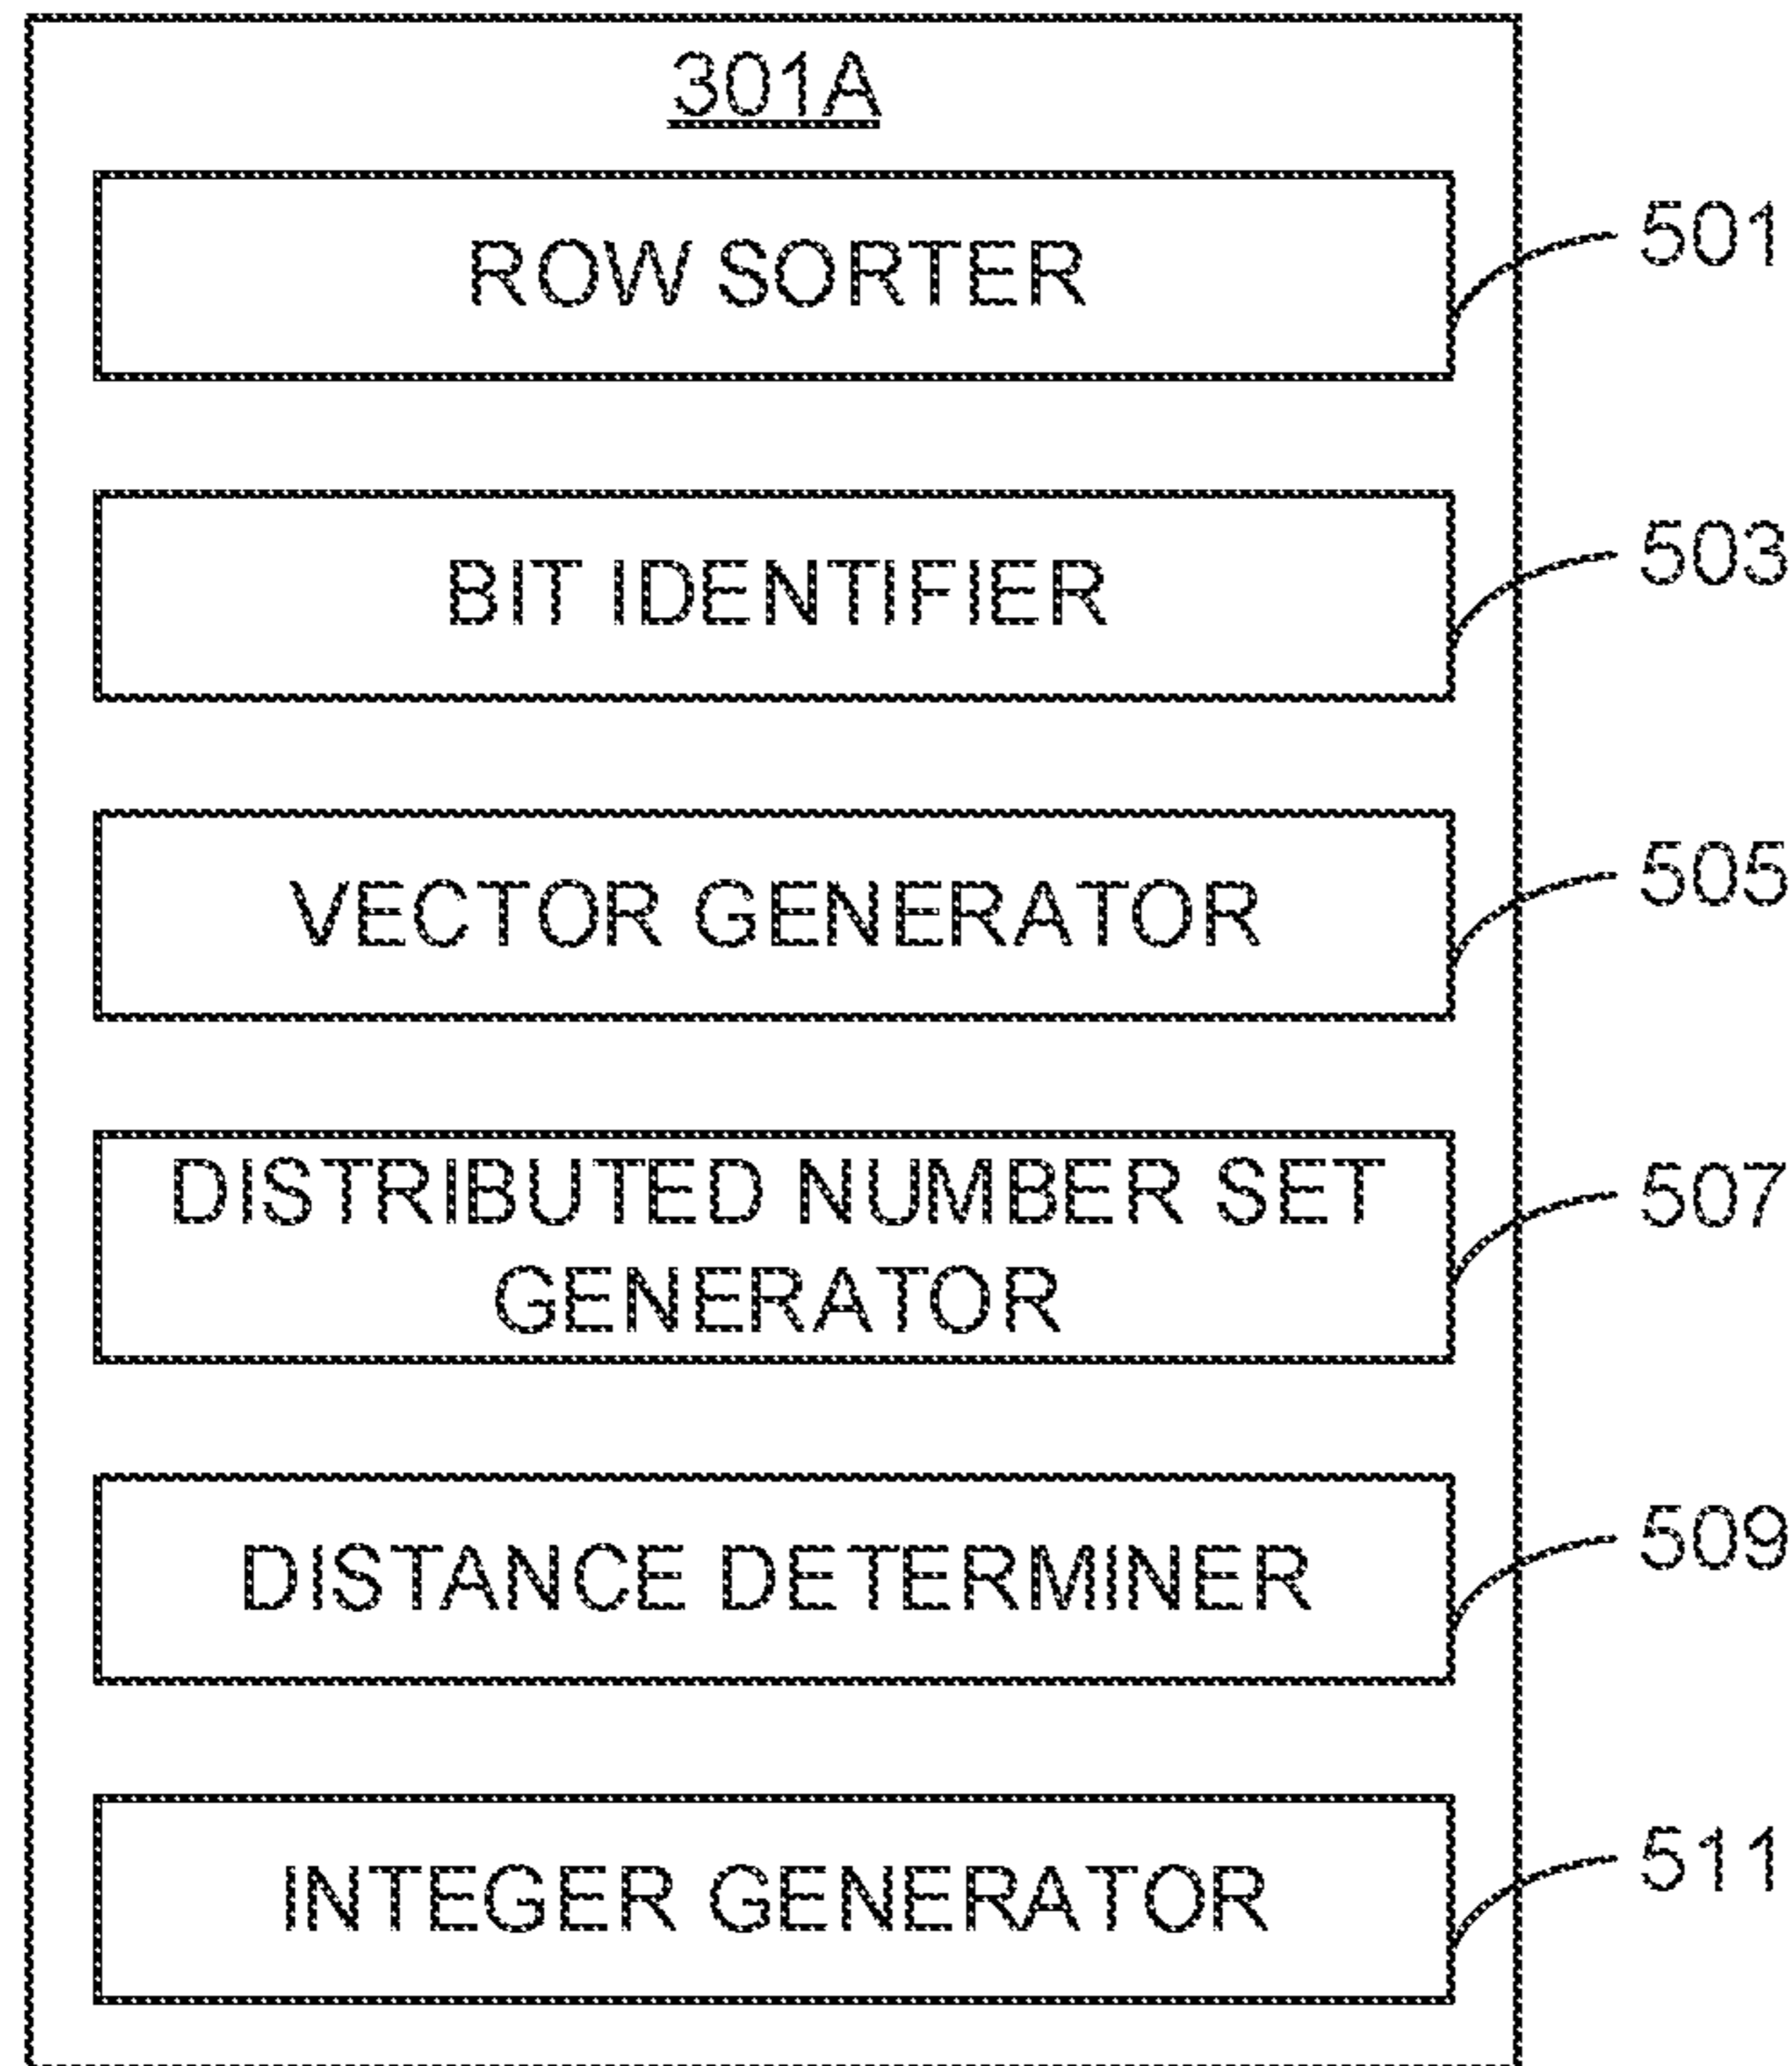 301A
ROW SORTER
501
BIT IDENTIFIER
503
VECTOR GENERATOR
505
DISTRIBUTED NUMBER SET
GENERATOR
507
DISTANCE DETERMINER
509
INTEGER GENERATOR
511